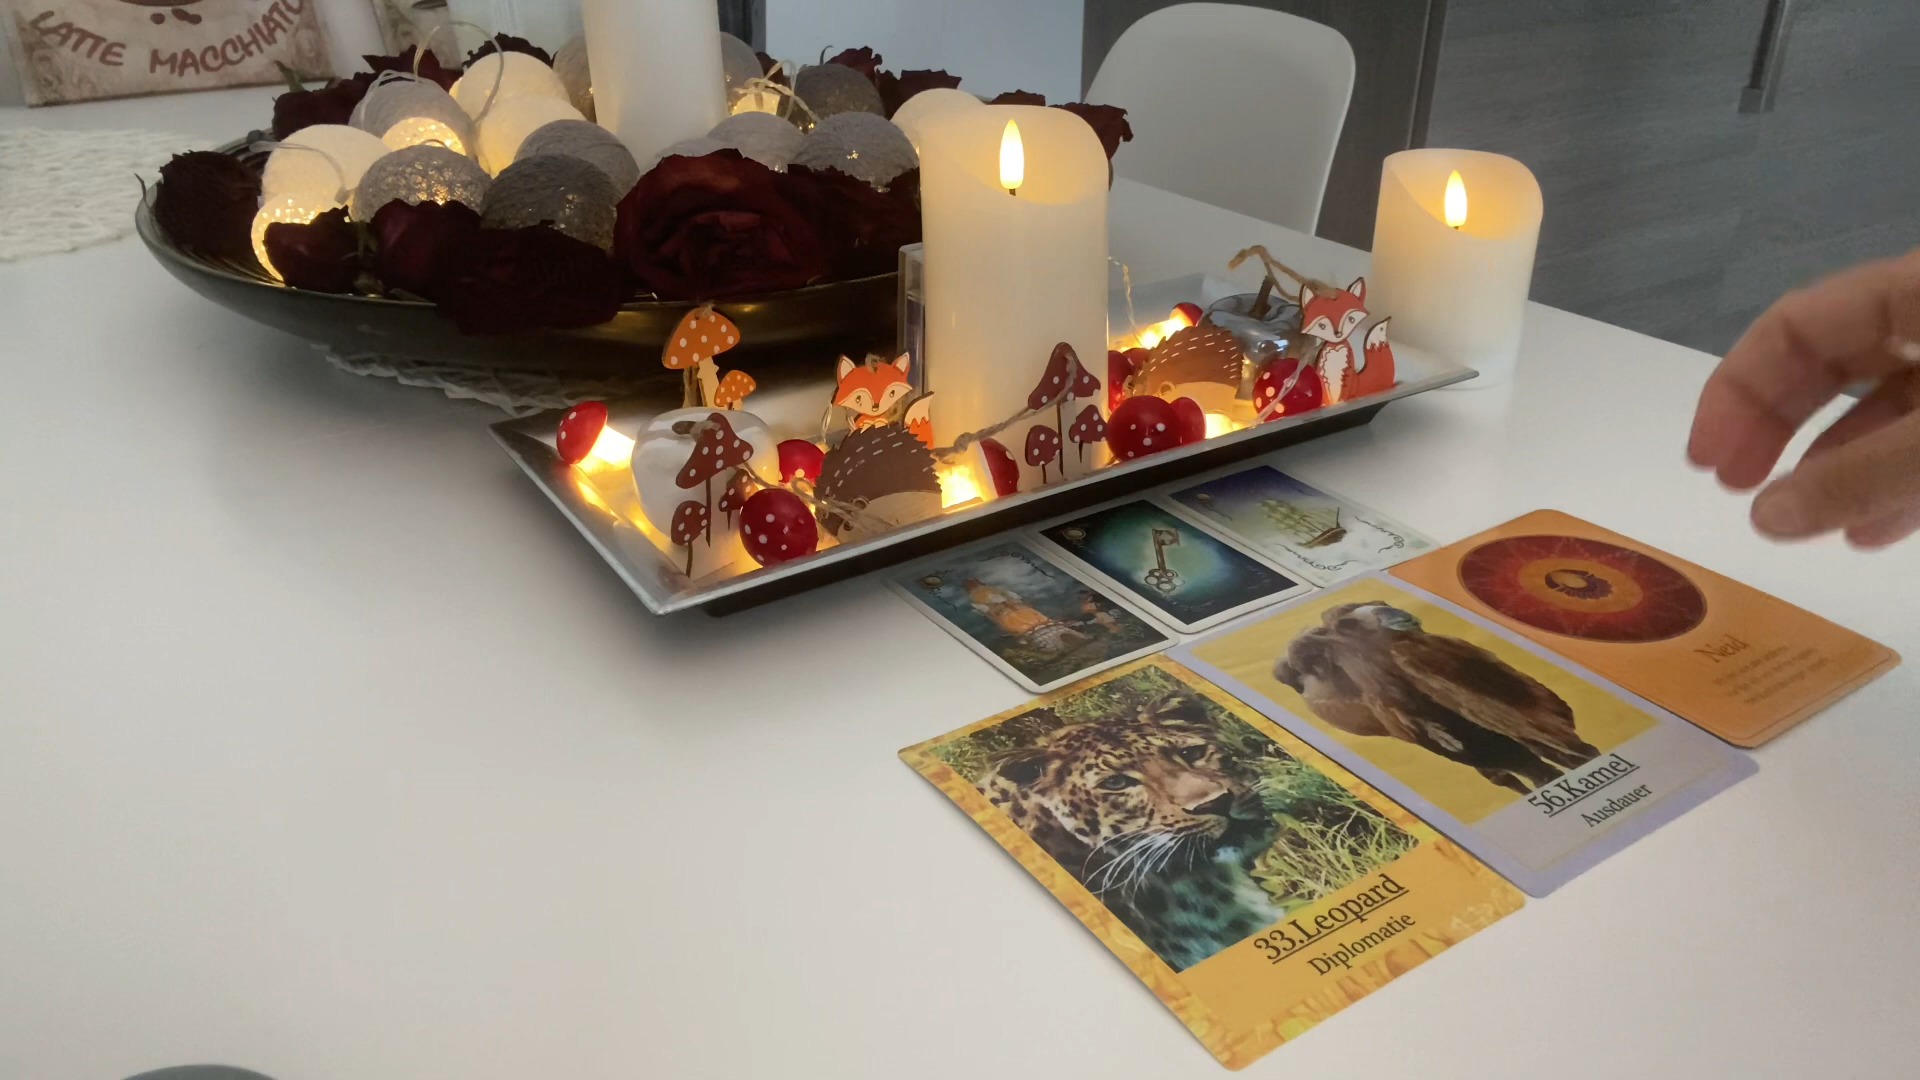 LATTE MACCHIATO
Neid
56.Kamel
Ausdauer
33.Leopard
Diplomatie